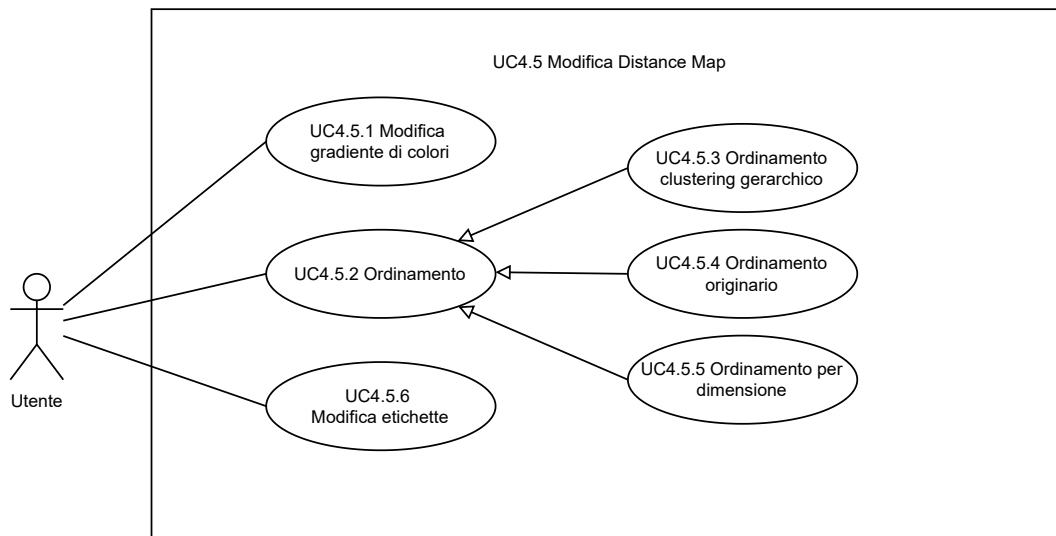 UC4.5 Modifica Distance Map
UC4.5.1 Modifica
gradiente di colori
UC4.5.3 Ordinamento
clustering gerarchico
UC4.5.2 Ordinamento
UC4.5.4 Ordinamento
originario
UC4.5.5 Ordinamento per
dimensione
UC4.5.6
Modifica etichette
Utente